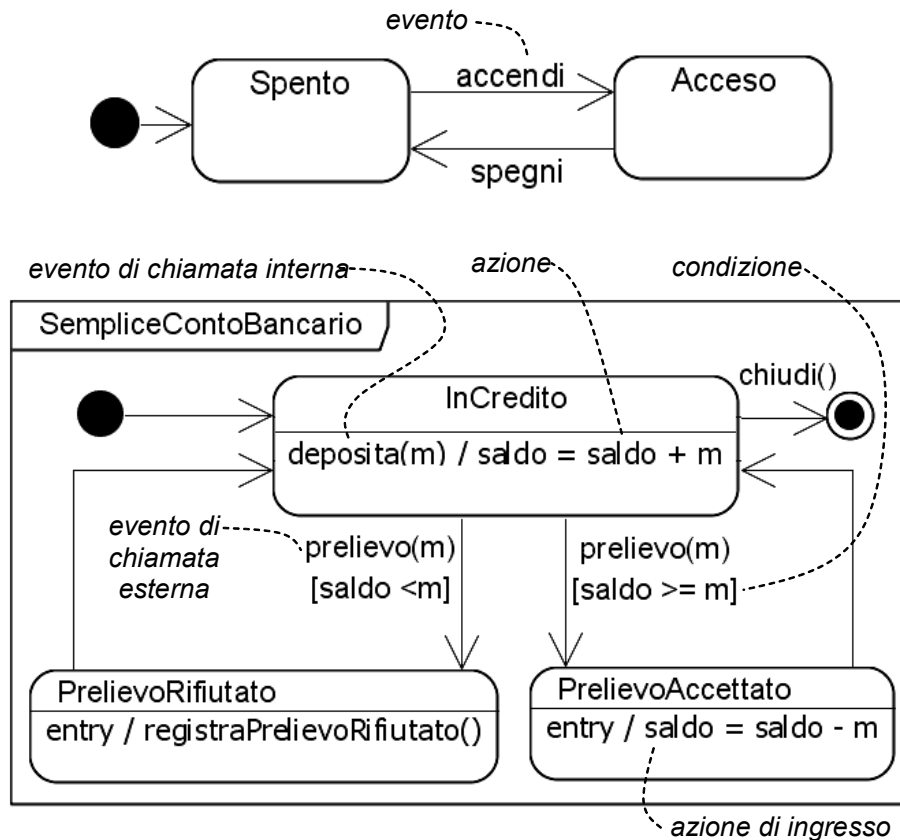 evento
Spento
accendi
Acceso
spegni
evento di chiamata interna
azione
condizione
SempliceContoBancario
chiudi()
InCredito
deposita(m) / saldo = saldo + m
evento di
chiamata
esterna
prelievo(m)
[saldo <m]
prelievo(m)
[saldo >= m]
PrelievoRifiutato
entry / registraPrelievoRifiutato()
PrelievoAccettato
entry / saldo = saldo - m
azione di ingresso